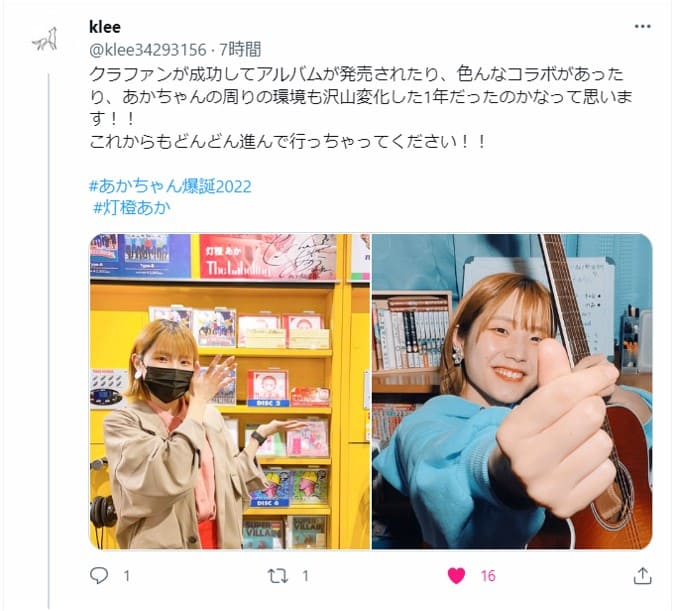 klee
@klee34293156 · 7時間
クラファンが成功してアルバムが発売されたり、色んなコラボがあった
り、あかちゃんの周りの環境も沢山変化した1年だったのかなって思いま
す！！
これからもどんどん進んで行っちゃってください！！
#あかちゃん爆誕2022
#灯橙あか
灯橙 あか
The Labeling
DISC 5
DISC 6
SUPER
VILLAIN
1
1
16